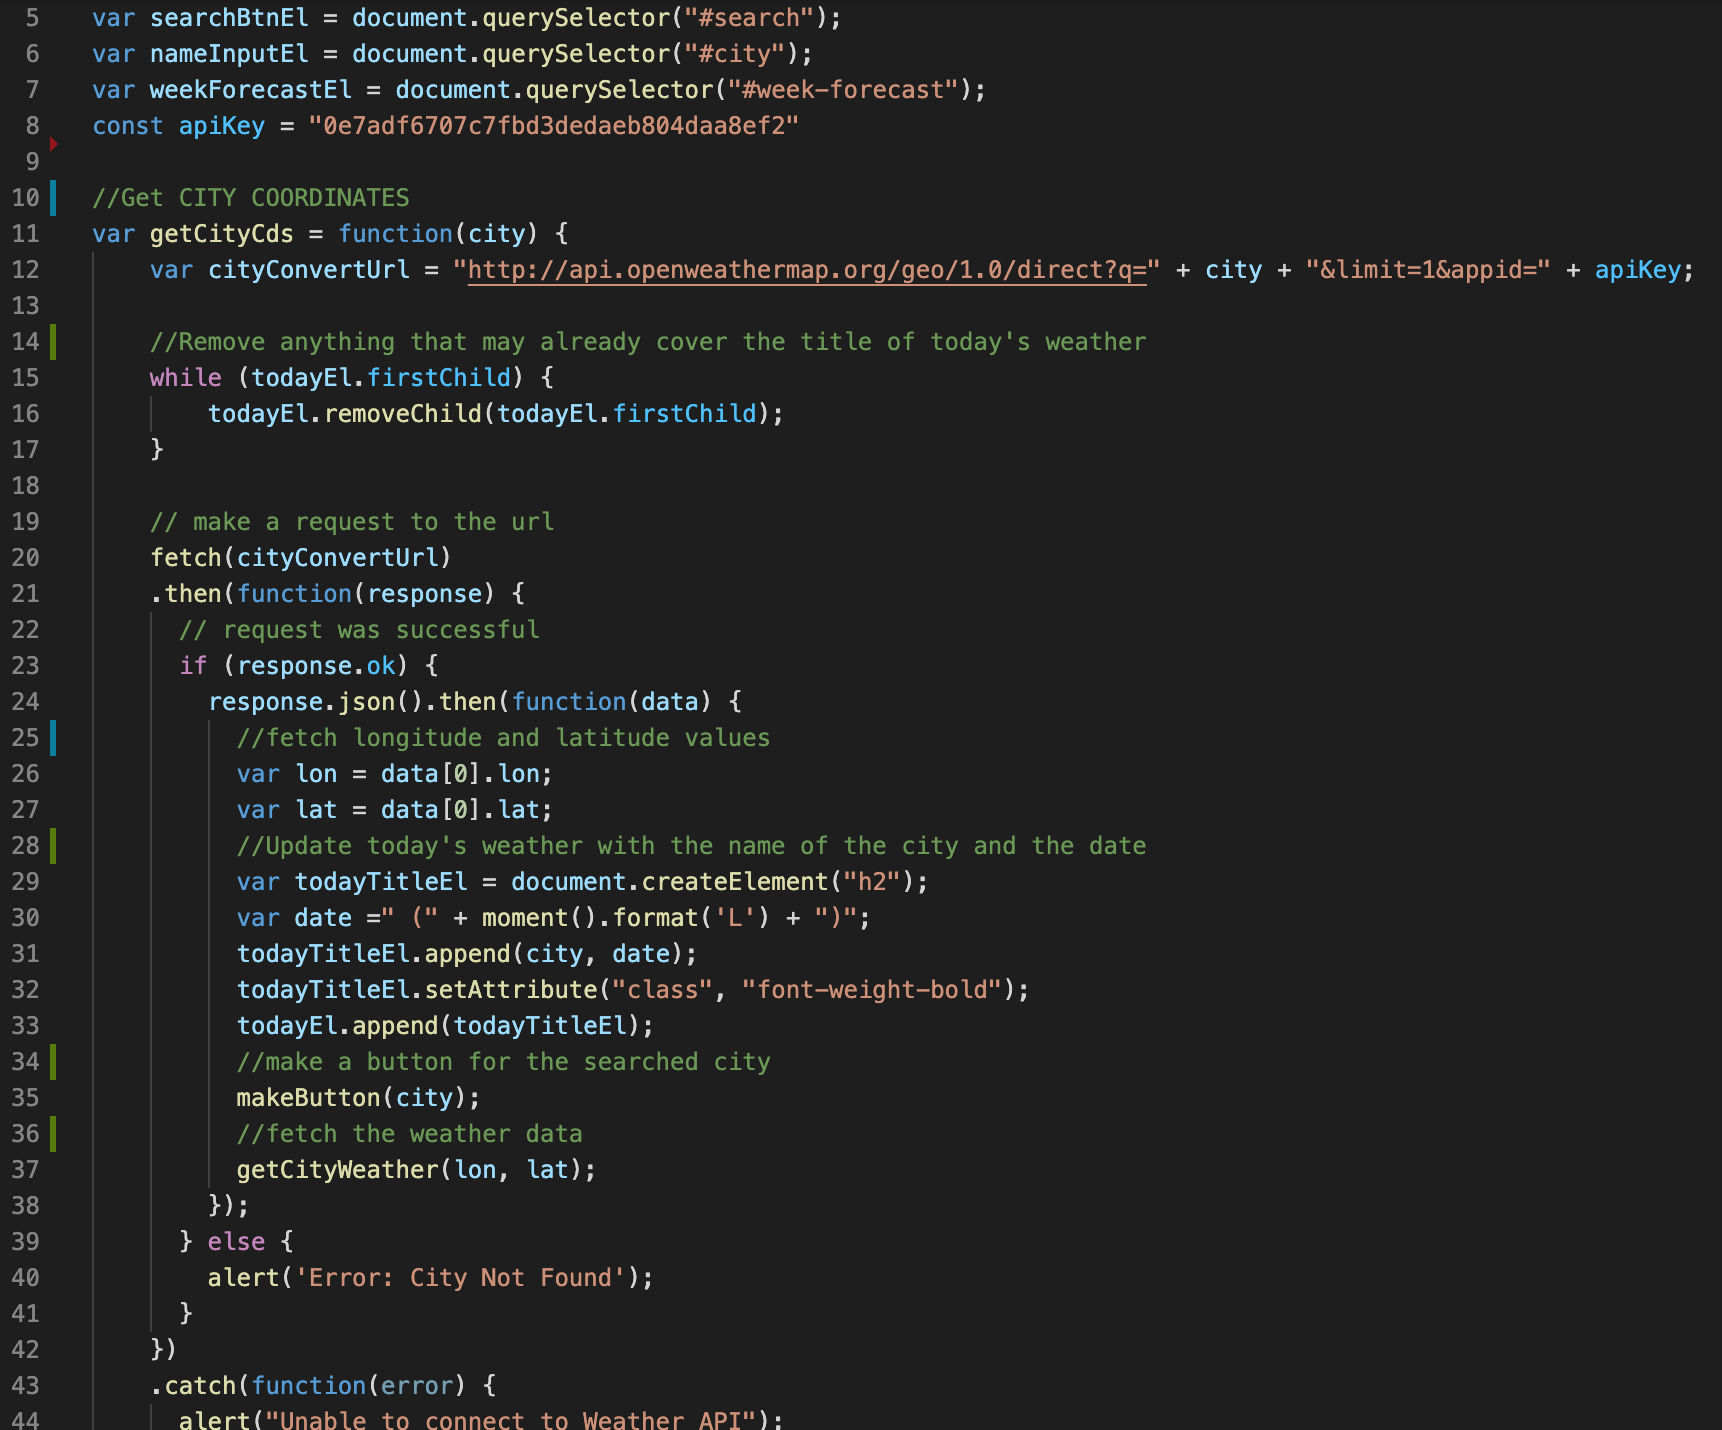 5 var searchBtnEl = document.querySelector("#search");
6 var nameInputEl = document.querySelector("#city");
7 var weekForecastEl = document.querySelector("#week-forecast");
8 const apiKey = "0e7adf6707c7fbd3dedaeb804daa8ef2"
9
10 //Get CITY COORDINATES
11 var getCityCds = function(city) {
12 var cityConvertUrl = "http://api.openweathermap.org/geo/1.0/direct?q=" + city + "&limit=1&appid=" + apiKey;
13
14 //Remove anything that may already cover the title of today's weather
15 while (todayEl.firstChild) {
16 todayEl.removeChild(todayEl.firstChild);
17 }
18
19 // make a request to the url
20 fetch(cityConvertUrl)
21 .then(function(response) {
22 // request was successful
23 if (response.ok) {
24 response.json().then(function(data) {
25 //fetch longitude and latitude values
26 var lon = data[0].lon;
27 var lat = data[0].lat;
28 //Update today's weather with the name of the city and the date
29 var todayTitleEl = document.createElement("h2");
30 var date =" (" + moment().format('L') + ")";
31 todayTitleEl.append(city, date);
32 todayTitleEl.setAttribute("class", "font-weight-bold");
33 todayEl.append(todayTitleEl);
34 //make a button for the searched city
35 makeButton(city);
36 //fetch the weather data
37 getCityWeather(lon, lat);
38 });
39 } else {
40 alert('Error: City Not Found');
41 }
42 })
43 .catch(function(error) {
44 alert("Unable to connect to Weather API");